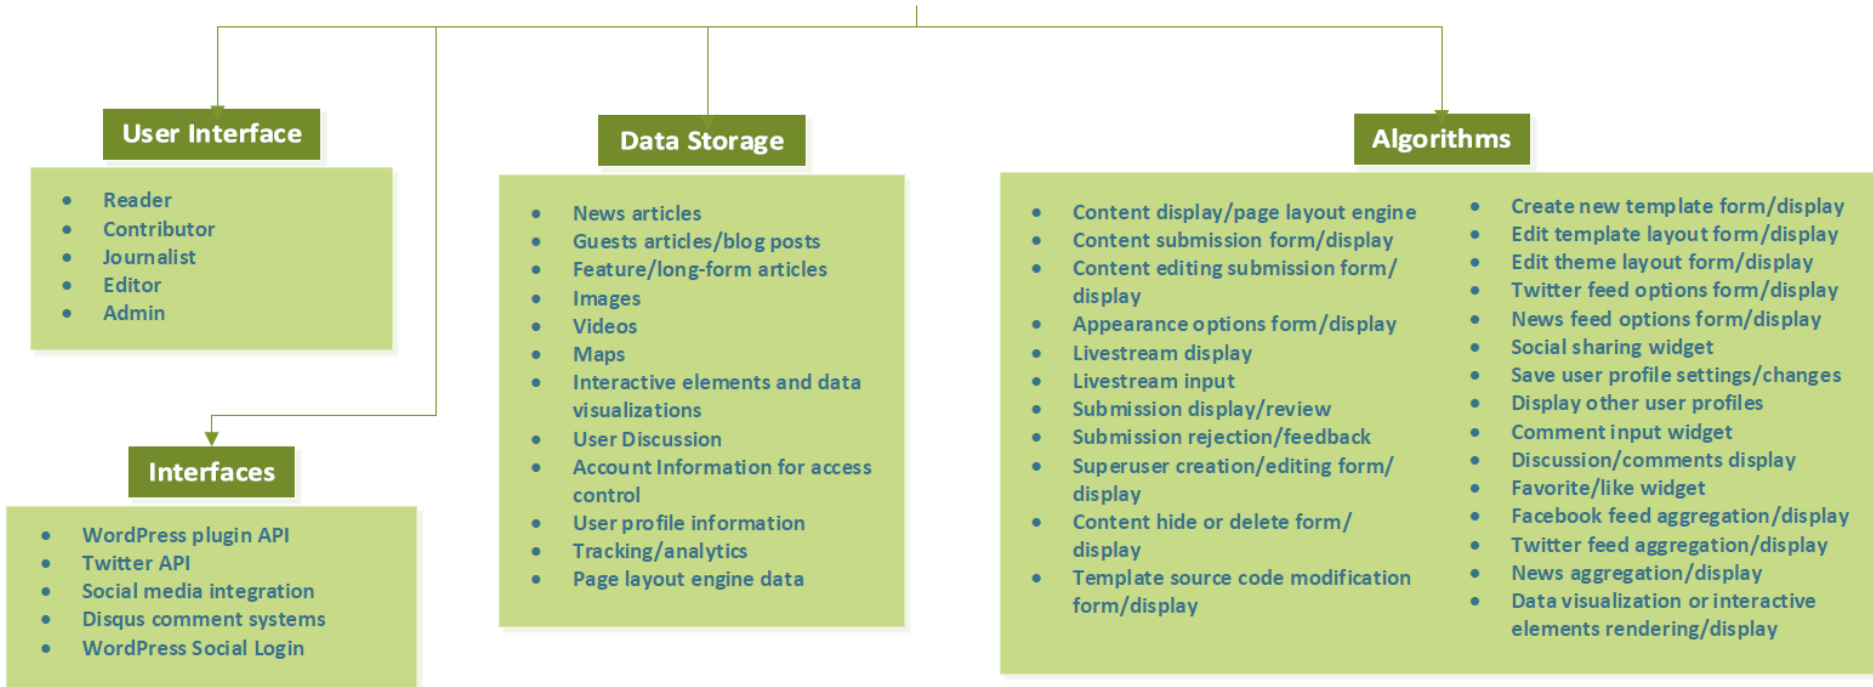 User Interface
• Reader
• Contributor
• Journalist
• Editor
• Admin
Interfaces
• WordPress plugin API
• Twitter API
• Social media integration
• Disqus comment systems
• WordPress Social Login
Data Storage
• News articles
• Guests articles/blog posts
• Feature/long-form articles
• Images
• Videos
• Maps
• Interactive elements and data
visualizations
• User Discussion
• Account Information for access
control
• User profile information
• Tracking/analytics
• Page layout engine data
Algorithms
• Content display/page layout engine
• Content submission form/display
• Content editing submission form/
display
• Appearance options form/display
• Livestream display
• Livestream input
• Submission display/review
• Submission rejection/feedback
• Superuser creation/editing form/
display
• Content hide or delete form/
display
• Template source code modification
form/display
• Create new template form/display
• Edit template layout form/display
• Edit theme layout form/display
• Twitter feed options form/display
• News feed options form/display
• Social sharing widget
• Save user profile settings/changes
• Display other user profiles
• Comment input widget
• Discussion/comments display
• Favorite/like widget
• Facebook feed aggregation/display
• Twitter feed aggregation/display
• News aggregation/display
• Data visualization or interactive
elements rendering/display